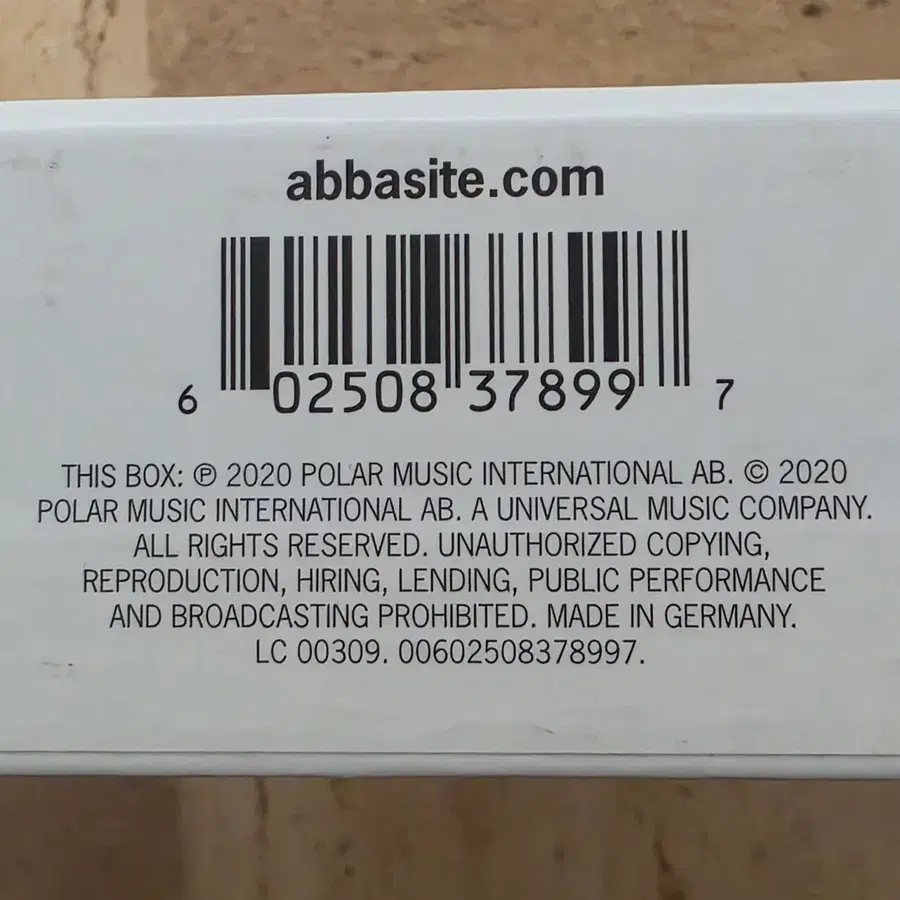 abbasite.com
6 02508 37899 7
THIS BOX: ℗ 2020 POLAR MUSIC INTERNATIONAL AB. © 2020
POLAR MUSIC INTERNATIONAL AB. A UNIVERSAL MUSIC COMPANY.
ALL RIGHTS RESERVED. UNAUTHORIZED COPYING,
REPRODUCTION, HIRING, LENDING, PUBLIC PERFORMANCE
AND BROADCASTING PROHIBITED. MADE IN GERMANY.
LC 00309. 00602508378997.